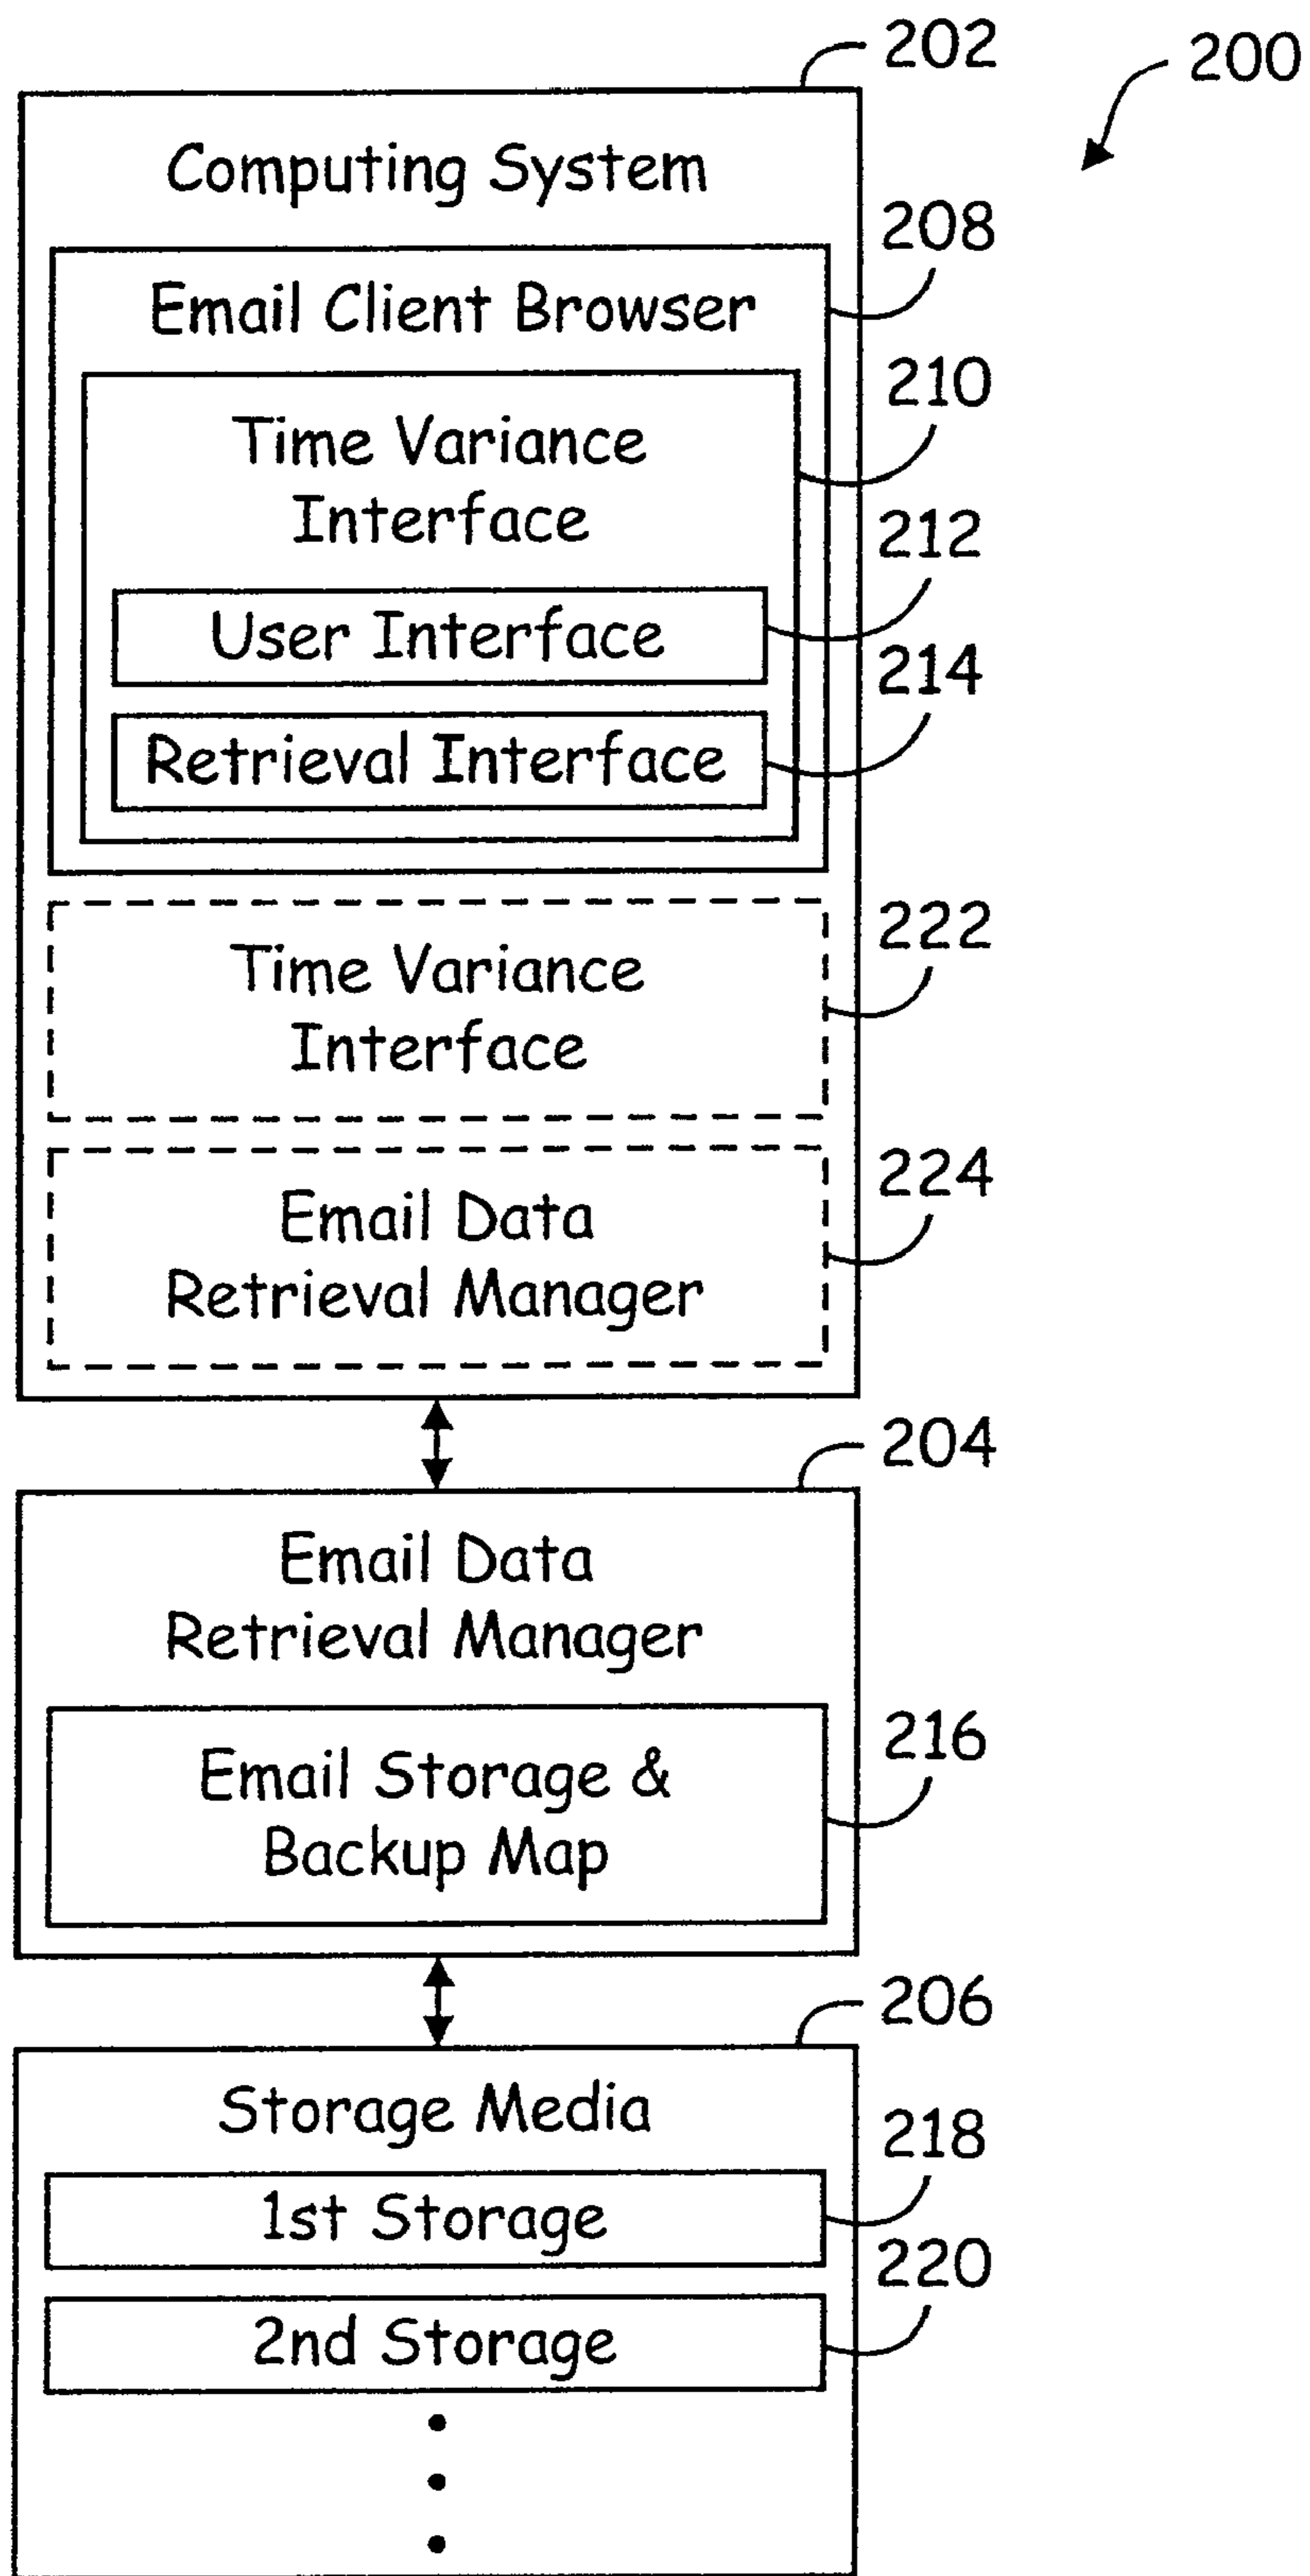 202
200
Computing System
208
Email Client Browser
210
Time Variance
Interface
212
User Interface
214
Retrieval Interface
222
Time Variance
Interface
224
Email Data
Retrieval Manager
204
Email Data
Retrieval Manager
216
Email Storage &
Backup Map
206
Storage Media
218
1st Storage
220
2nd Storage